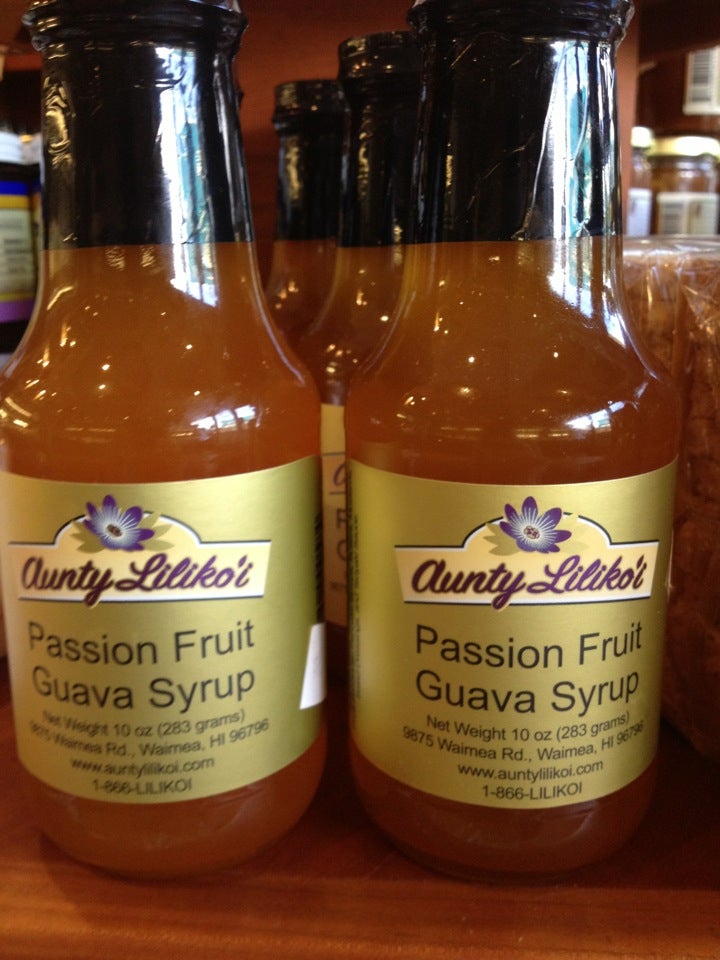 Aunty Liliko'i
Passion Fruit
Guava Syrup
Net Weight 10 oz (283 grams)
9875 Waimea Rd., Waimea, HI 96796
www.auntylilikoi.com
1-866-LILIKOI
Aunty Liliko'i
Passion Fruit
Guava Syrup
Net Weight 10 oz (283 grams)
9875 Waimea Rd., Waimea, HI 96796
www.auntylilikoi.com
1-866-LILIKOI